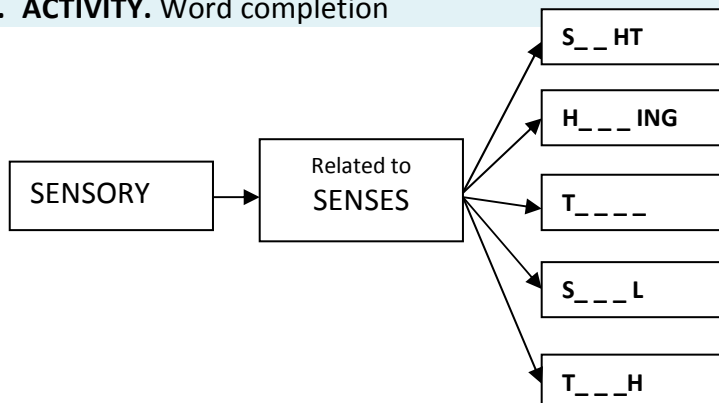 . ACTIVITY. Word completion
S_ _ HT
H_ _ _ ING
Related to
SENSORY
SENSES
T_ _ _ _
S_ _ _ L
T_ _ _H